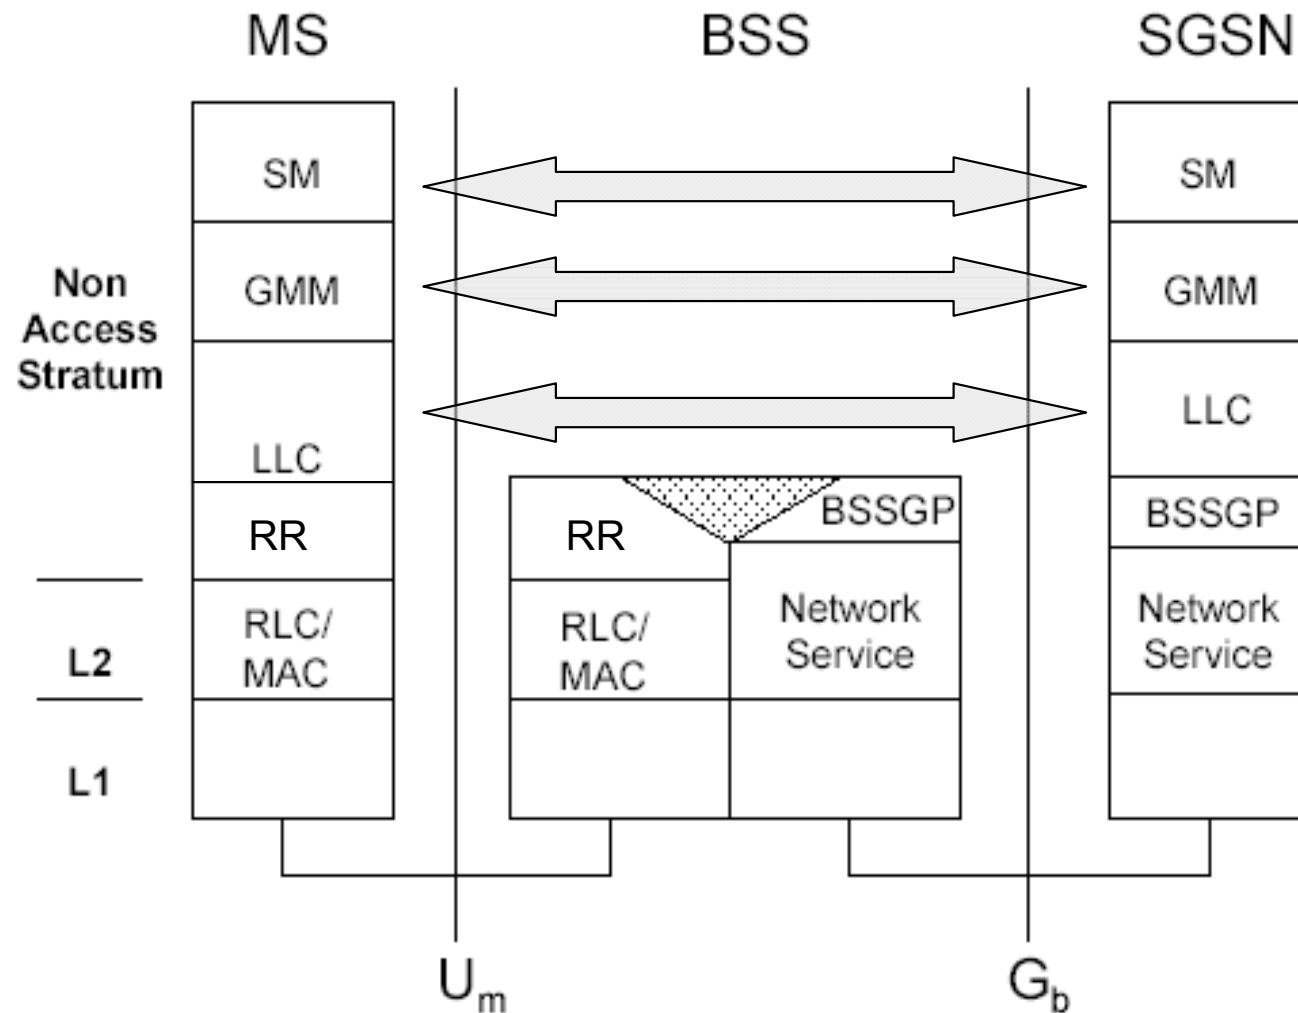 MS
BSS
SGSN
SM
SM
Non
Access
Stratum
GMM
GMM
LLC
LLC
RR
RR
BSSGP
BSSGP
L2
RLC/
MAC
RLC/
MAC
Network
Service
Network
Service
L1
Um
Gb